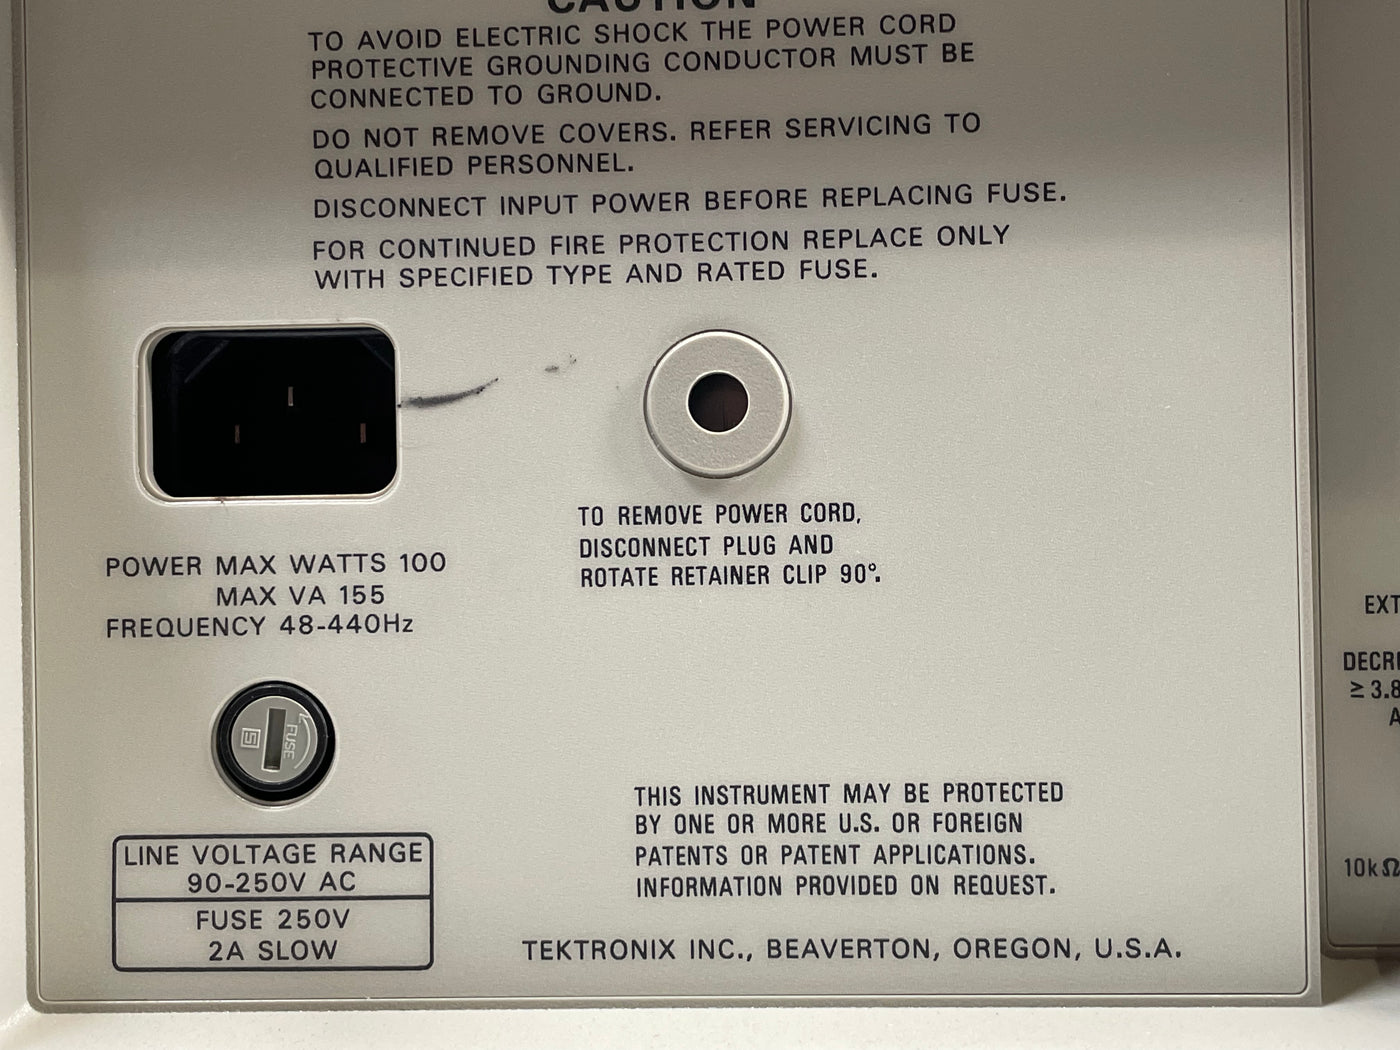 CAUTION
TO AVOID ELECTRIC SHOCK THE POWER CORD
PROTECTIVE GROUNDING CONDUCTOR MUST BE
CONNECTED TO GROUND.
DO NOT REMOVE COVERS. REFER SERVICING TO
QUALIFIED PERSONNEL.
DISCONNECT INPUT POWER BEFORE REPLACING FUSE.
FOR CONTINUED FIRE PROTECTION REPLACE ONLY
WITH SPECIFIED TYPE AND RATED FUSE.
TO REMOVE POWER CORD,
DISCONNECT PLUG AND
ROTATE RETAINER CLIP 90°.
POWER MAX WATTS 100
MAX VA 155
FREQUENCY 48-440Hz
FUSE
LINE VOLTAGE RANGE
90-250V AC
FUSE 250V
2A SLOW
THIS INSTRUMENT MAY BE PROTECTED
BY ONE OR MORE U.S. OR FOREIGN
PATENTS OR PATENT APPLICATIONS.
INFORMATION PROVIDED ON REQUEST.
TEKTRONIX INC., BEAVERTON, OREGON, U.S.A.
EXT
≥ 3.8
10kΩ